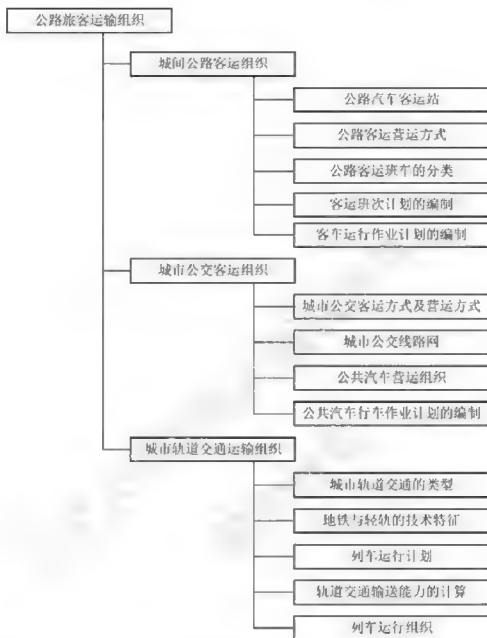 公路旅客运输组织
城间公路客运组织
公路汽车客运站
公路客运营运方式
公路客运班车的分类
客运班次计划的编制
客车运行作业计划的编制
城市公交客运组织
城市公交客运方式及营运方式
城市公交线路网
公共汽车营运组织
公共汽车行车作业计划的编制
城市轨道交通运输组织
城市轨道交通的类型
地铁与轻轨的技术特征
列车运行计划
轨道交通输送能力的计算
列车运行组织